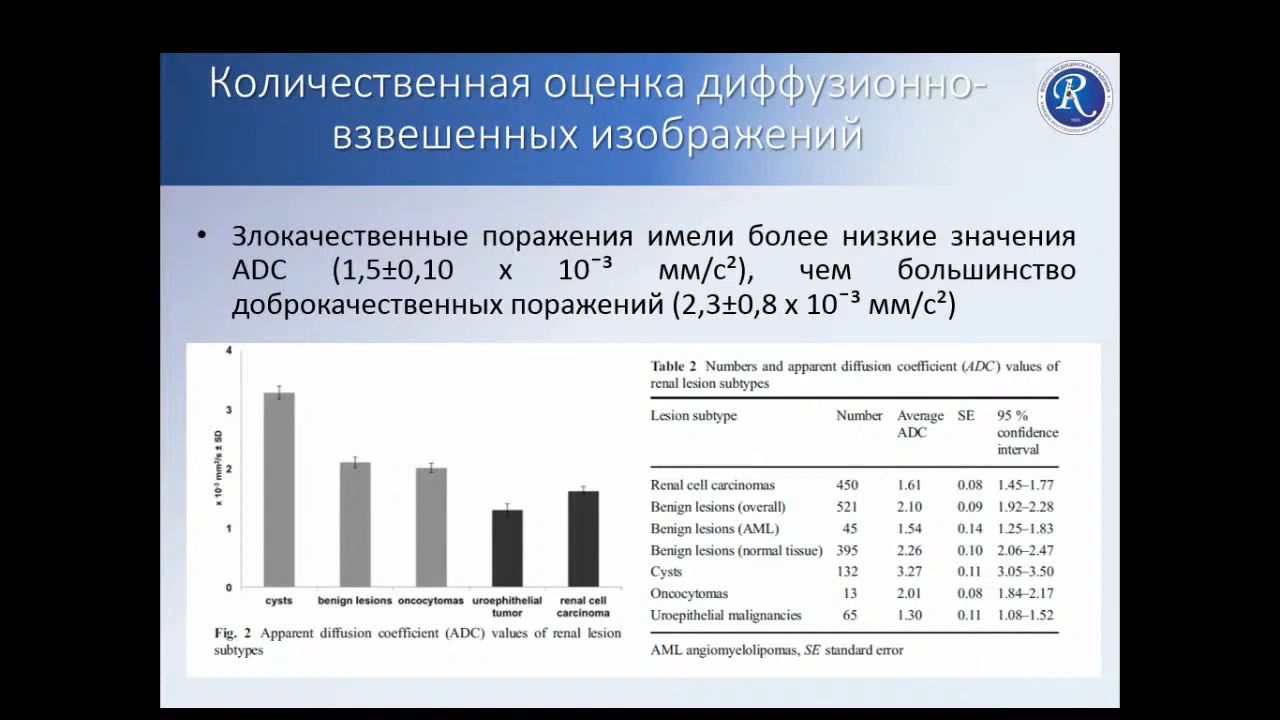 Количественная оценка диффузионно-
взвешенных изображений
• Злокачественные поражения имели более низкие значения
ADC (1,5±0,10 х 10¯³ мм/с²), чем большинство
доброкачественных поражений (2,3±0,8 х 10¯³ мм/с²)
4
3
2
1
0
x 10⁻³ mm²/s ± SD
cysts benign lesions oncocytomas uroephithelial renal cell
tumor carcinoma
Fig. 2 Apparent diffusion coefficient (ADC) values of renal lesion
subtypes
Table 2 Numbers and apparent diffusion coefficient (ADC) values of
renal lesion subtypes
Lesion subtype Number Average SE 95 %
ADC confidence
interval
Renal cell carcinomas 450 1.61 0.08 1.45–1.77
Benign lesions (overall) 521 2.10 0.09 1.92–2.28
Benign lesions (AML) 45 1.54 0.14 1.25–1.83
Benign lesions (normal tissue) 395 2.26 0.10 2.06–2.47
Cysts 132 3.27 0.11 3.05–3.50
Oncocytomas 13 2.01 0.08 1.84–2.17
Uroepithelial malignancies 65 1.30 0.11 1.08–1.52
AML angiomyelolipomas, SE standard error